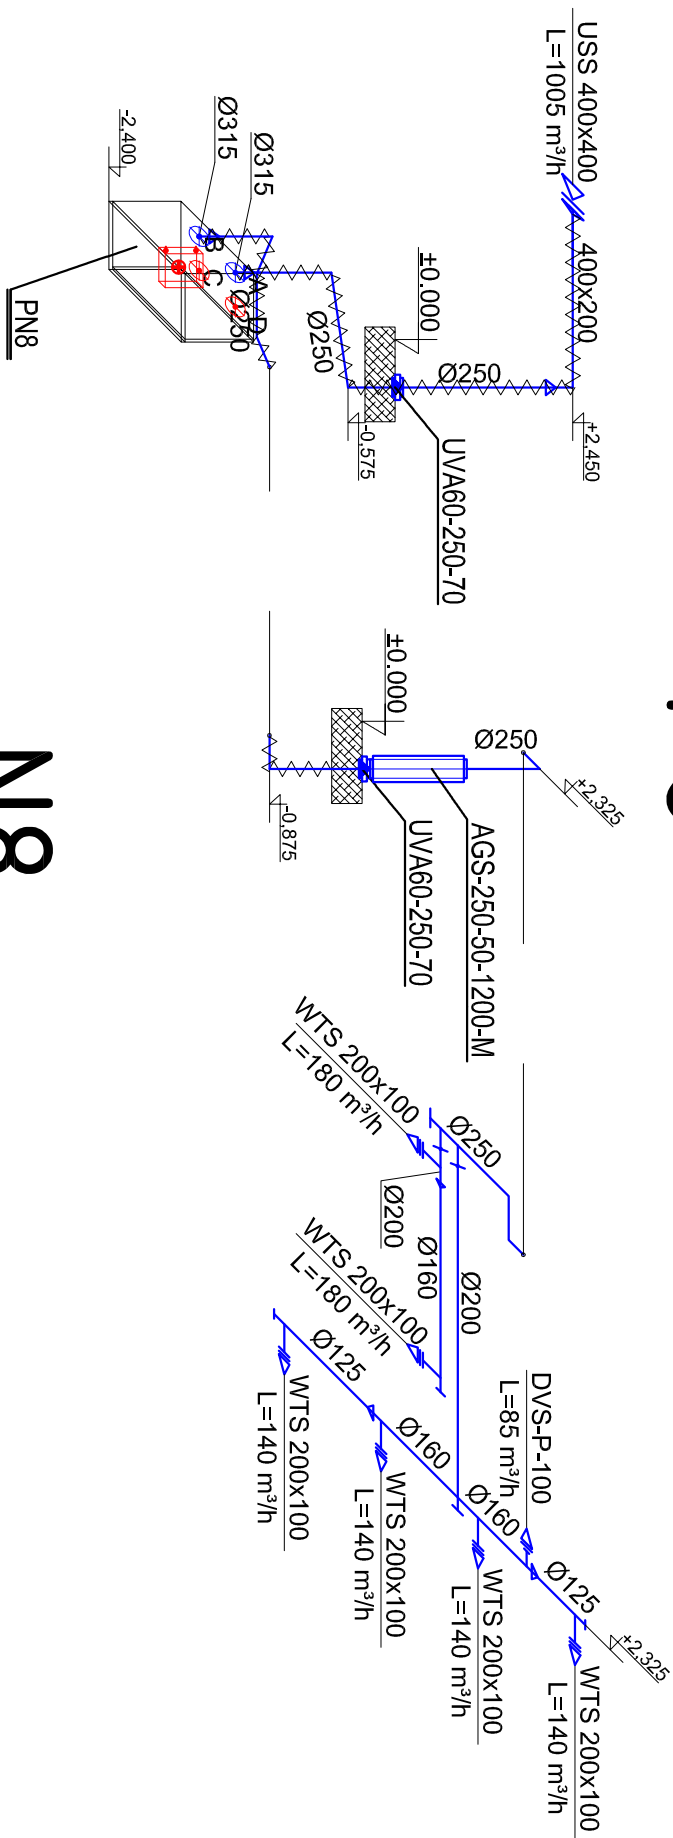 USS 400x400
L=1005 m³/h
400x200
Ø315
Ø315
-2,400
±0.000
Ø250
Ø250
+2,450
-0,575
UVA60-250-70
B
A
C
D
Ø250
PN8
±0.000
Ø250
+2,325
-0,875
UVA60-250-70
AGS-250-50-1200-M
N8
WTS 200x100
L=180 m³/h
Ø250
Ø200
Ø160
Ø200
WTS 200x100
L=180 m³/h
Ø125
WTS 200x100
L=140 m³/h
Ø160
WTS 200x100
L=140 m³/h
DVS-P-100
L=85 m³/h
Ø160
WTS 200x100
L=140 m³/h
Ø125
+2,325
WTS 200x100
L=140 m³/h